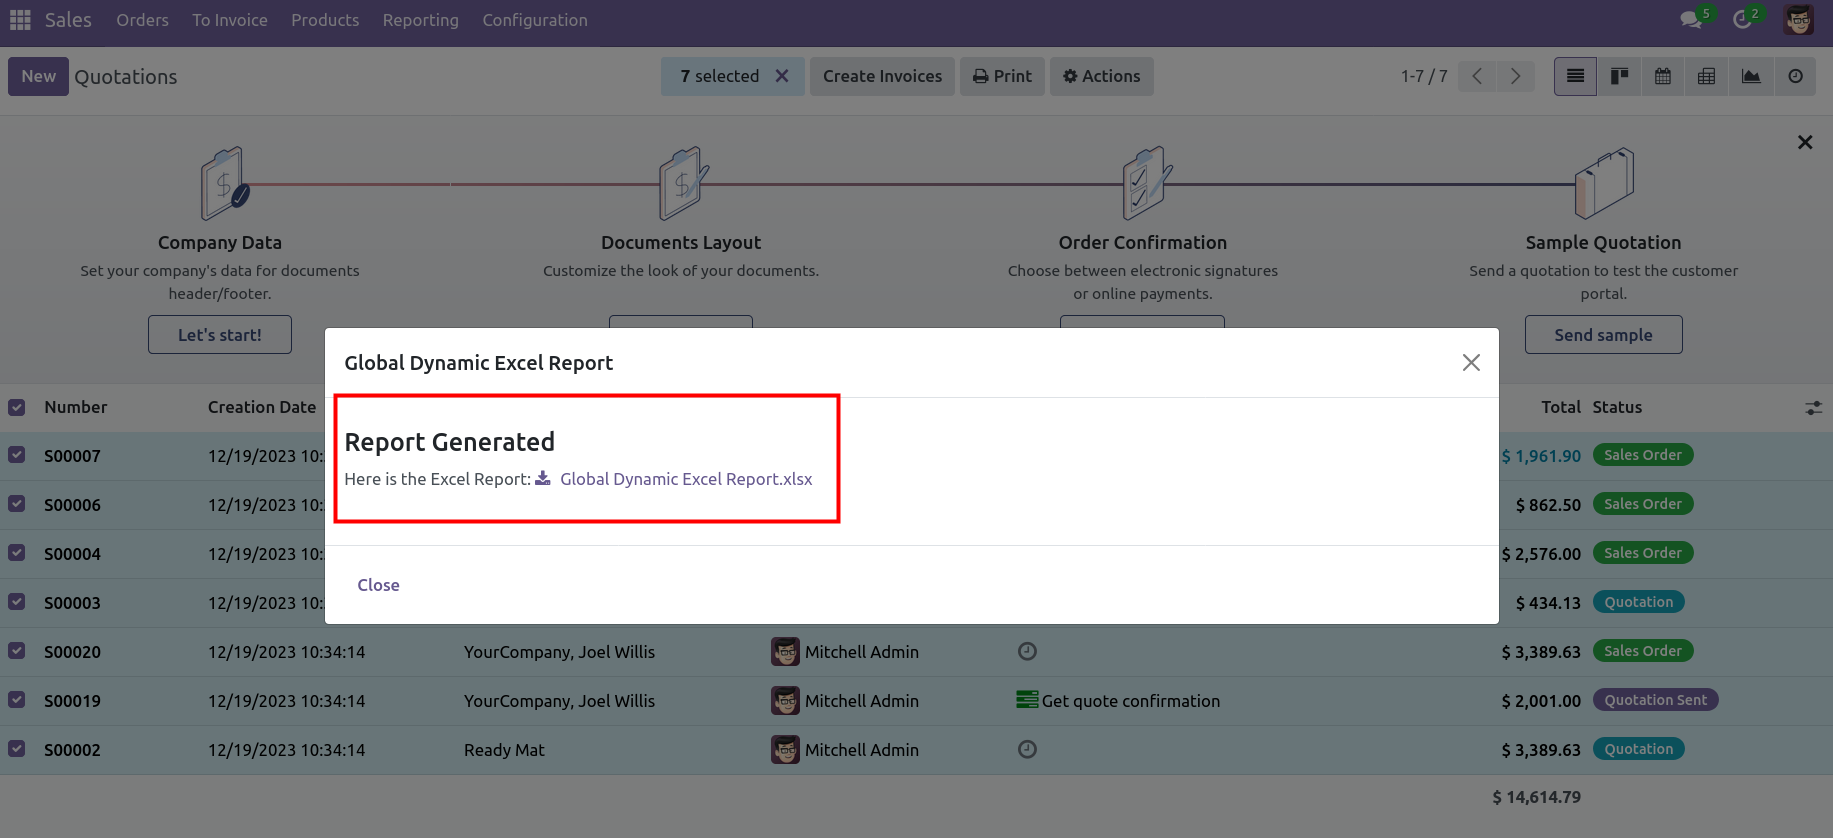 Sales Orders To Invoice Products Reporting Configuration 5 2
New Quotations 7 selected Create Invoices Print Actions 1-7 / 7
Company Data Documents Layout Order Confirmation Sample Quotation
Set your company's data for documents Customize the look of your documents. Choose between electronic signatures Send a quotation to test the customer
header/footer. or online payments. portal.
Let's start! Send sample
Global Dynamic Excel Report
Number Creation Date Total Status
Report Generated
S00007 12/19/2023 10: $ 1,961.90 Sales Order
Here is the Excel Report: Global Dynamic Excel Report.xlsx
S00006 12/19/2023 10: $ 862.50 Sales Order
S00004 12/19/2023 10: $ 2,576.00 Sales Order
Close
S00003 12/19/2023 10: $ 434.13 Quotation
S00020 12/19/2023 10:34:14 YourCompany, Joel Willis Mitchell Admin $ 3,389.63 Sales Order
S00019 12/19/2023 10:34:14 YourCompany, Joel Willis Mitchell Admin Get quote confirmation $ 2,001.00 Quotation Sent
S00002 12/19/2023 10:34:14 Ready Mat Mitchell Admin $ 3,389.63 Quotation
$ 14,614.79